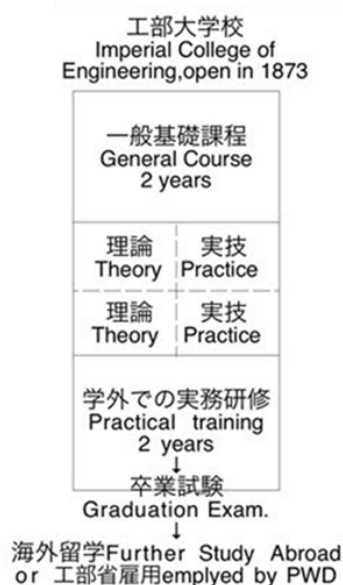 工部大学校
Imperial College of
Engineering,open in 1873
一般基礎課程
General Course
2 years
理論 実技
Theory Practice
理論 実技
Theory Practice
学外での実務研修
Practical training
2 years
↓
卒業試験
Graduation Exam.
↓
海外留学Further Study Abroad
or 工部省雇用emplyed by PWD